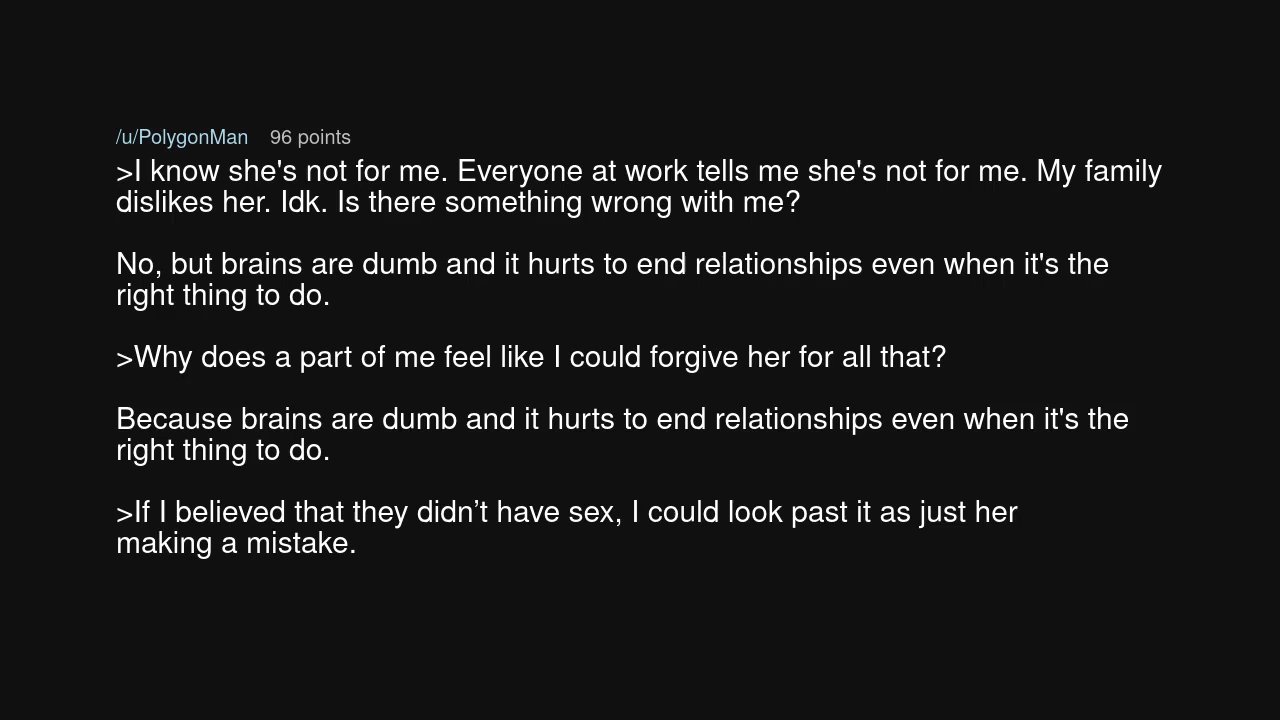 /u/PolygonMan 96 points
>I know she's not for me. Everyone at work tells me she's not for me. My family
dislikes her. Idk. Is there something wrong with me?
No, but brains are dumb and it hurts to end relationships even when it's the
right thing to do.
>Why does a part of me feel like I could forgive her for all that?
Because brains are dumb and it hurts to end relationships even when it's the
right thing to do.
>If I believed that they didn’t have sex, I could look past it as just her
making a mistake.